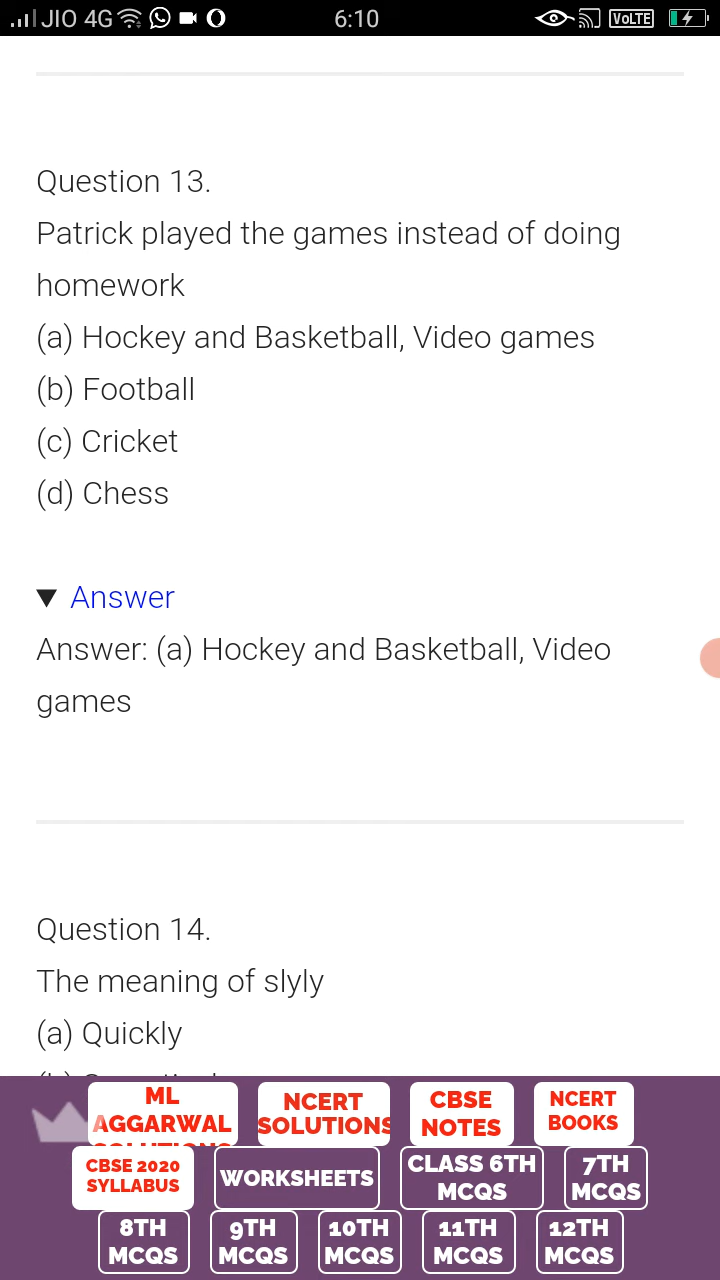 JIO 4G 6:10 VoLTE
Question 13.
Patrick played the games instead of doing
homework
(a) Hockey and Basketball, Video games
(b) Football
(c) Cricket
(d) Chess
▼ Answer
Answer: (a) Hockey and Basketball, Video
games
Question 14.
The meaning of slyly
(a) Quickly
ML AGGARWAL
NCERT SOLUTIONS
CBSE NOTES
NCERT BOOKS
CBSE 2020 SYLLABUS
WORKSHEETS
CLASS 6TH MCQS
7TH MCQS
8TH MCQS
9TH MCQS
10TH MCQS
11TH MCQS
12TH MCQS